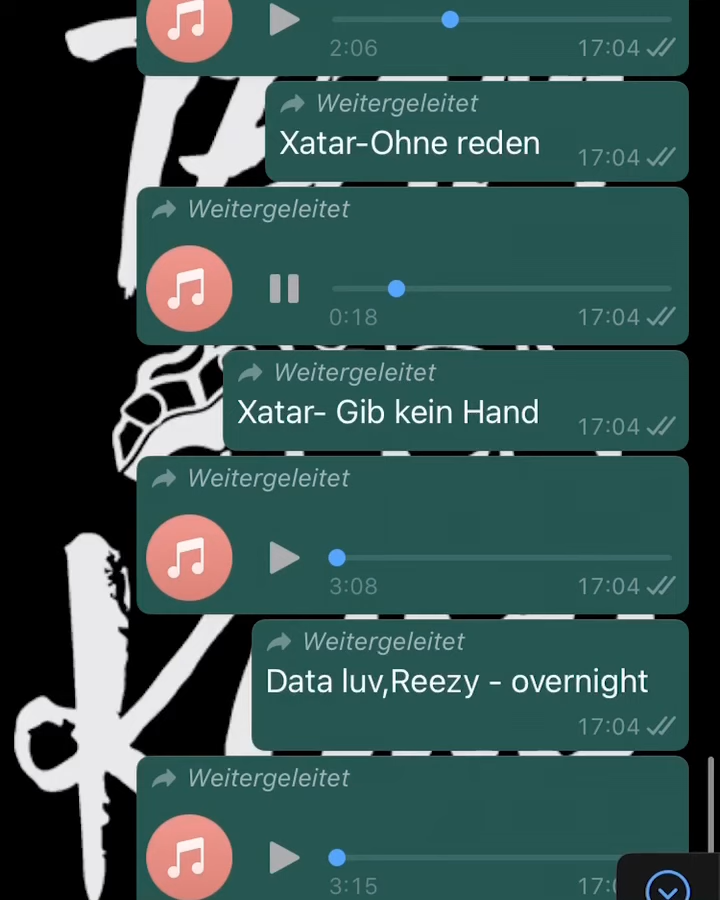 2:06 17:04
Weitergeleitet
Xatar-Ohne reden 17:04
Weitergeleitet
0:18 17:04
Weitergeleitet
Xatar- Gib kein Hand 17:04
Weitergeleitet
3:08 17:04
Weitergeleitet
Data luv,Reezy - overnight
17:04
Weitergeleitet
3:15